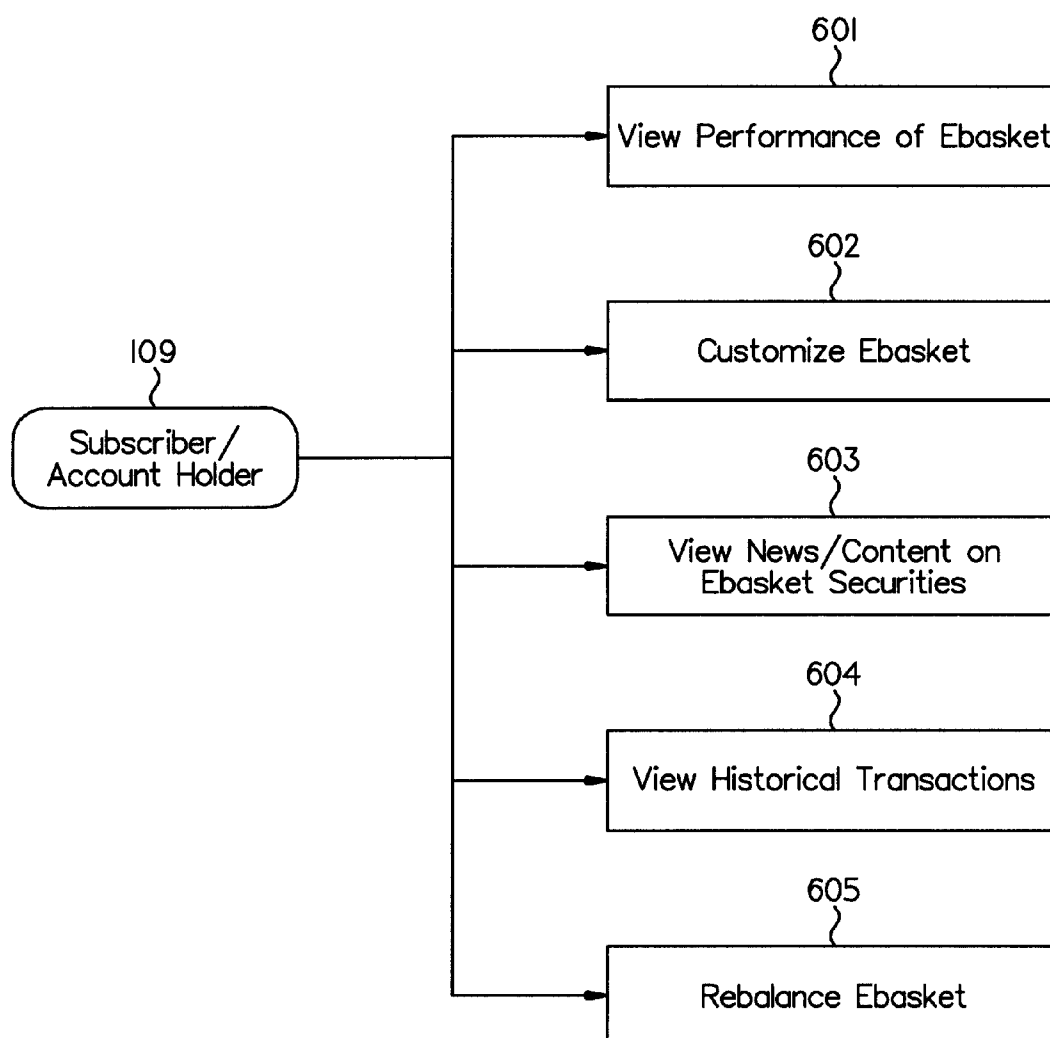 601
View Performance of Ebasket
602
Customize Ebasket
109
Subscriber/
Account Holder
603
View News/Content on
Ebasket Securities
604
View Historical Transactions
605
Rebalance Ebasket